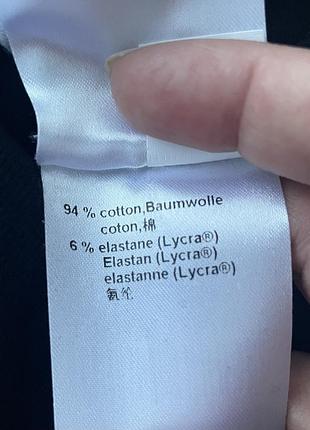 94 % cotton,Baumwolle
coton,棉
6 % elastane (Lycra®)
Elastan (Lycra®)
elastanne (Lycra®)
氨纶